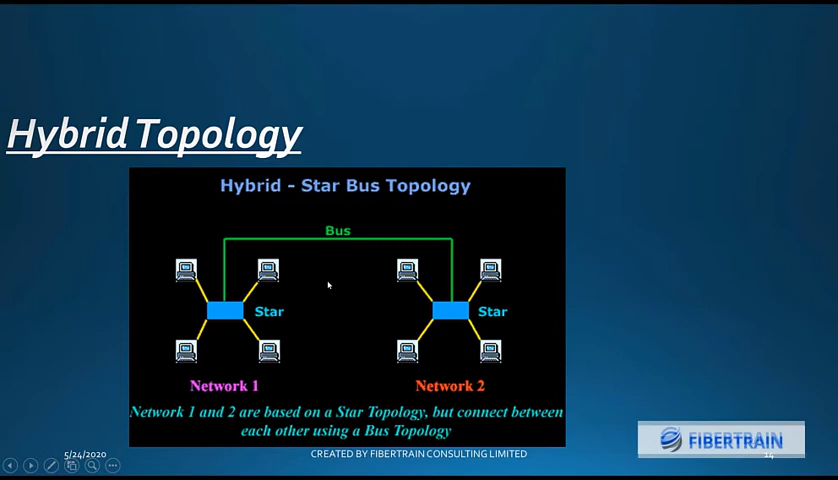 Hybrid Topology
Hybrid - Star Bus Topology
Bus
Star
Star
Network 1
Network 2
Network 1 and 2 are based on a Star Topology, but connect between
each other using a Bus Topology
5/24/2020
CREATED BY FIBERTRAIN CONSULTING LIMITED
FIBERTRAIN
14